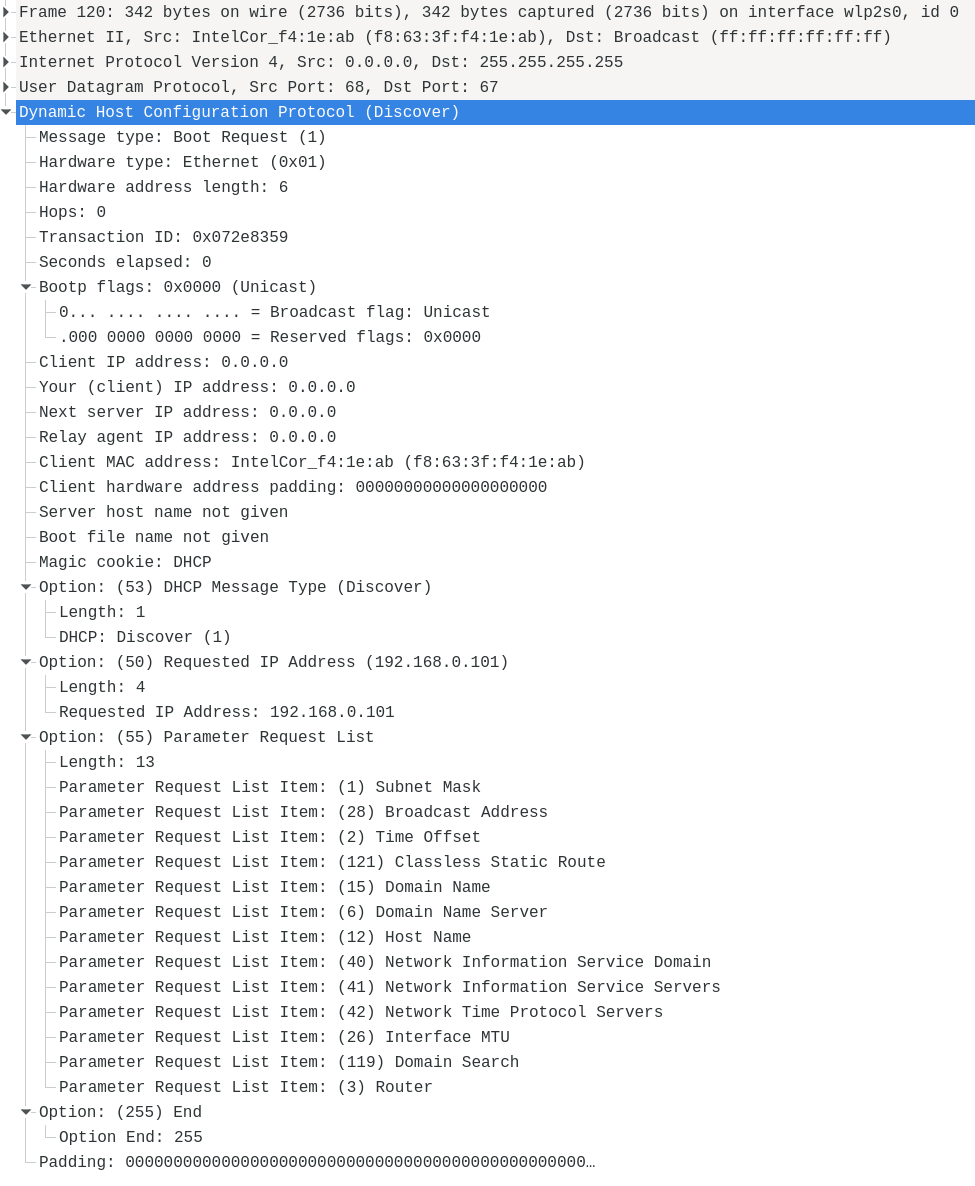 Frame 120: 342 bytes on wire (2736 bits), 342 bytes captured (2736 bits) on interface wlp2s0, id 0
Ethernet II, Src: IntelCor_f4:1e:ab (f8:63:3f:f4:1e:ab), Dst: Broadcast (ff:ff:ff:ff:ff:ff)
Internet Protocol Version 4, Src: 0.0.0.0, Dst: 255.255.255.255
User Datagram Protocol, Src Port: 68, Dst Port: 67
Dynamic Host Configuration Protocol (Discover)
Message type: Boot Request (1)
Hardware type: Ethernet (0x01)
Hardware address length: 6
Hops: 0
Transaction ID: 0x072e8359
Seconds elapsed: 0
Bootp flags: 0x0000 (Unicast)
0... .... .... .... = Broadcast flag: Unicast
.000 0000 0000 0000 = Reserved flags: 0x0000
Client IP address: 0.0.0.0
Your (client) IP address: 0.0.0.0
Next server IP address: 0.0.0.0
Relay agent IP address: 0.0.0.0
Client MAC address: IntelCor_f4:1e:ab (f8:63:3f:f4:1e:ab)
Client hardware address padding: 00000000000000000000
Server host name not given
Boot file name not given
Magic cookie: DHCP
Option: (53) DHCP Message Type (Discover)
Length: 1
DHCP: Discover (1)
Option: (50) Requested IP Address (192.168.0.101)
Length: 4
Requested IP Address: 192.168.0.101
Option: (55) Parameter Request List
Length: 13
Parameter Request List Item: (1) Subnet Mask
Parameter Request List Item: (28) Broadcast Address
Parameter Request List Item: (2) Time Offset
Parameter Request List Item: (121) Classless Static Route
Parameter Request List Item: (15) Domain Name
Parameter Request List Item: (6) Domain Name Server
Parameter Request List Item: (12) Host Name
Parameter Request List Item: (40) Network Information Service Domain
Parameter Request List Item: (41) Network Information Service Servers
Parameter Request List Item: (42) Network Time Protocol Servers
Parameter Request List Item: (26) Interface MTU
Parameter Request List Item: (119) Domain Search
Parameter Request List Item: (3) Router
Option: (255) End
Option End: 255
Padding: 000000000000000000000000000000000000000000000000…